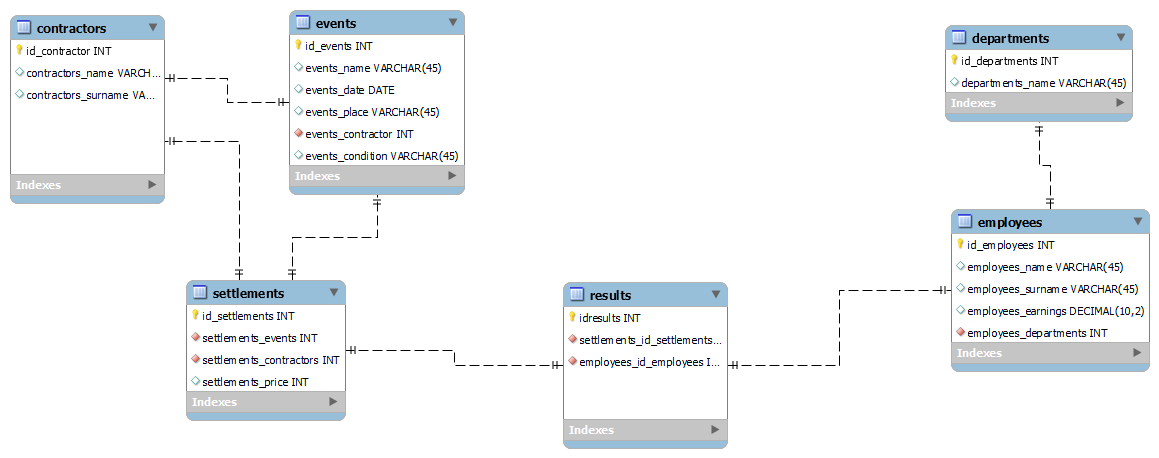 contractors
id_contractor INT
contractors_name VARCH...
contractors_surname VA...
Indexes
events
id_events INT
events_name VARCHAR(45)
events_date DATE
events_place VARCHAR(45)
events_contractor INT
events_condition VARCHAR(45)
Indexes
departments
id_departments INT
departments_name VARCHAR(45)
Indexes
employees
id_employees INT
employees_name VARCHAR(45)
employees_surname VARCHAR(45)
employees_earnings DECIMAL(10,2)
employees_departments INT
Indexes
settlements
id_settlements INT
settlements_events INT
settlements_contractors INT
settlements_price INT
Indexes
results
idresults INT
settlements_id_settlements...
employees_id_employees I...
Indexes